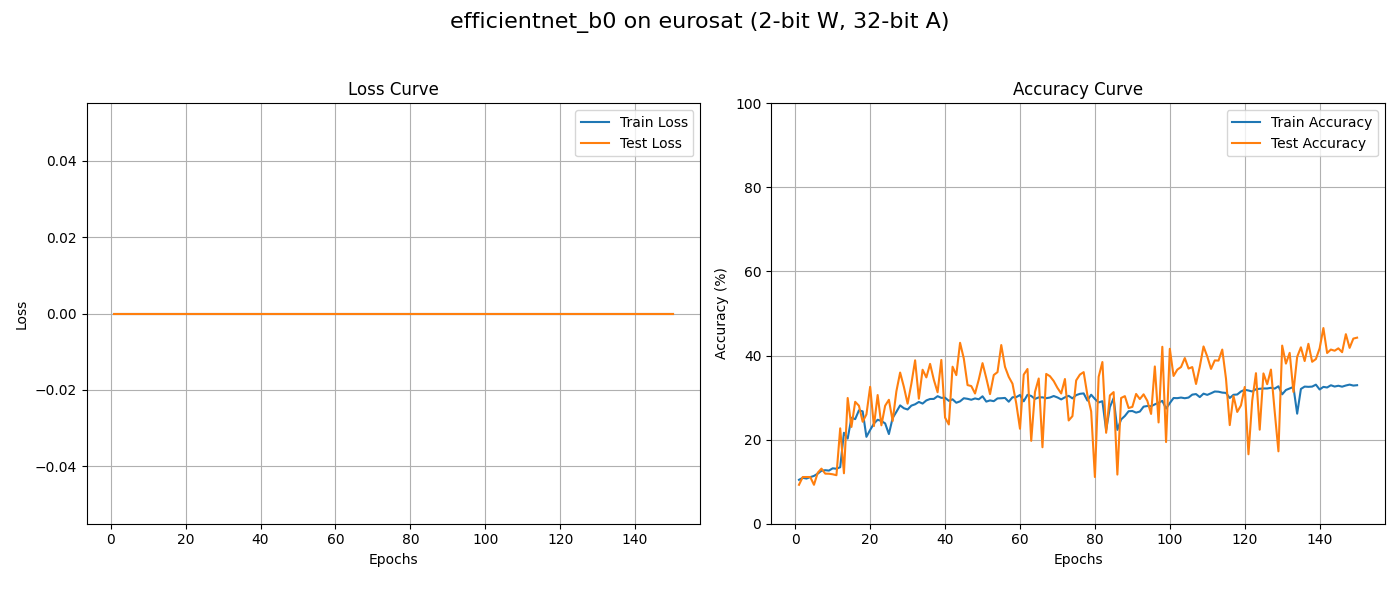 efficientnet_b0 on eurosat (2-bit W, 32-bit A)
Loss Curve
Train Loss
Test Loss
0.04
0.02
0.00
−0.02
−0.04
Loss
0 20 40 60 80 100 120 140
Epochs
Accuracy Curve
Train Accuracy
Test Accuracy
100
80
60
40
20
0
Accuracy (%)
0 20 40 60 80 100 120 140
Epochs